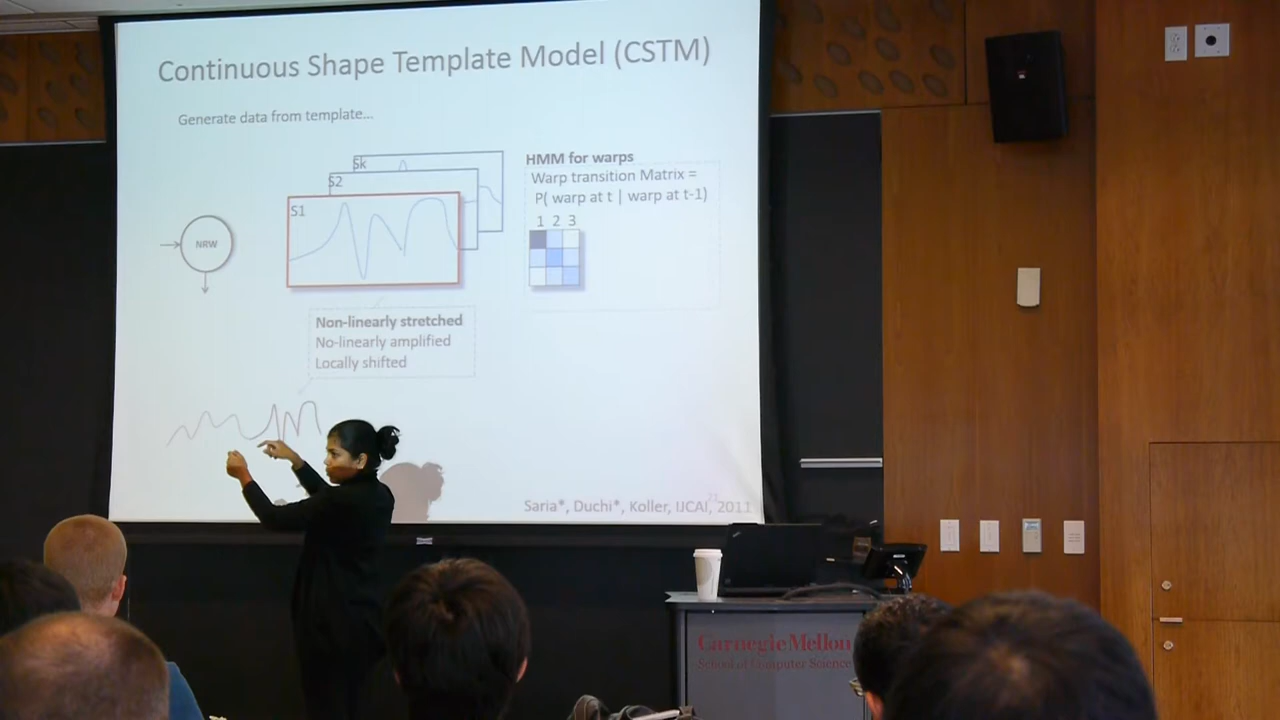 Continuous Shape Template Model (CSTM)
Generate data from template...
Sk
S2
S1
NRW
HMM for warps
Warp transition Matrix =
P( warp at t | warp at t-1)
1 2 3
Non-linearly stretched
No-linearly amplified
Locally shifted
Saria*, Duchi*, Koller, IJCAI, 2011
Carnegie Mellon
School of Computer Science